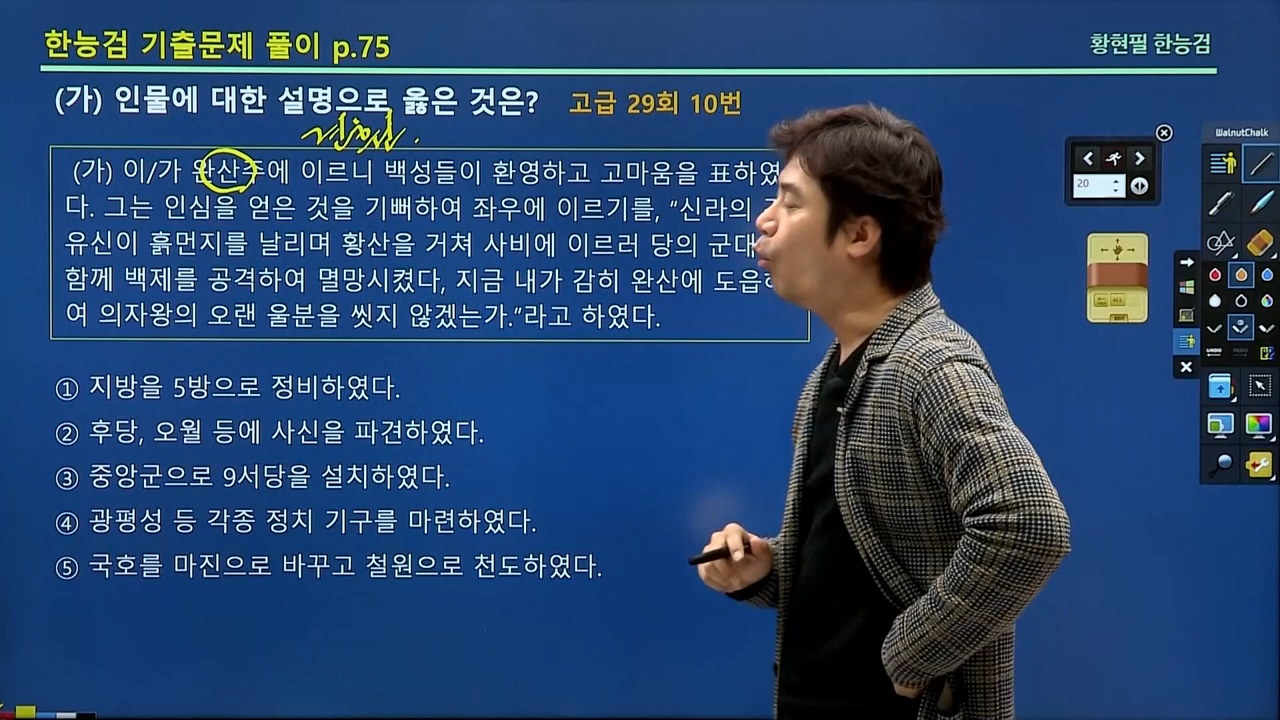 한능검 기출문제 풀이 p.75
황현필 한능검
(가) 인물에 대한 설명으로 옳은 것은? 고급 29회 10번
견훤
(가) 이/가 완산주에 이르니 백성들이 환영하고 고마움을 표하였
다. 그는 인심을 얻은 것을 기뻐하여 좌우에 이르기를, "신라의
유신이 흙먼지를 날리며 황산을 거쳐 사비에 이르러 당의 군대
함께 백제를 공격하여 멸망시켰다, 지금 내가 감히 완산에 도읍하
여 의자왕의 오랜 울분을 씻지 않겠는가."라고 하였다.
① 지방을 5방으로 정비하였다.
② 후당, 오월 등에 사신을 파견하였다.
③ 중앙군으로 9서당을 설치하였다.
④ 광평성 등 각종 정치 기구를 마련하였다.
⑤ 국호를 마진으로 바꾸고 철원으로 천도하였다.
WalnutChalk
20
ALL
UNDO